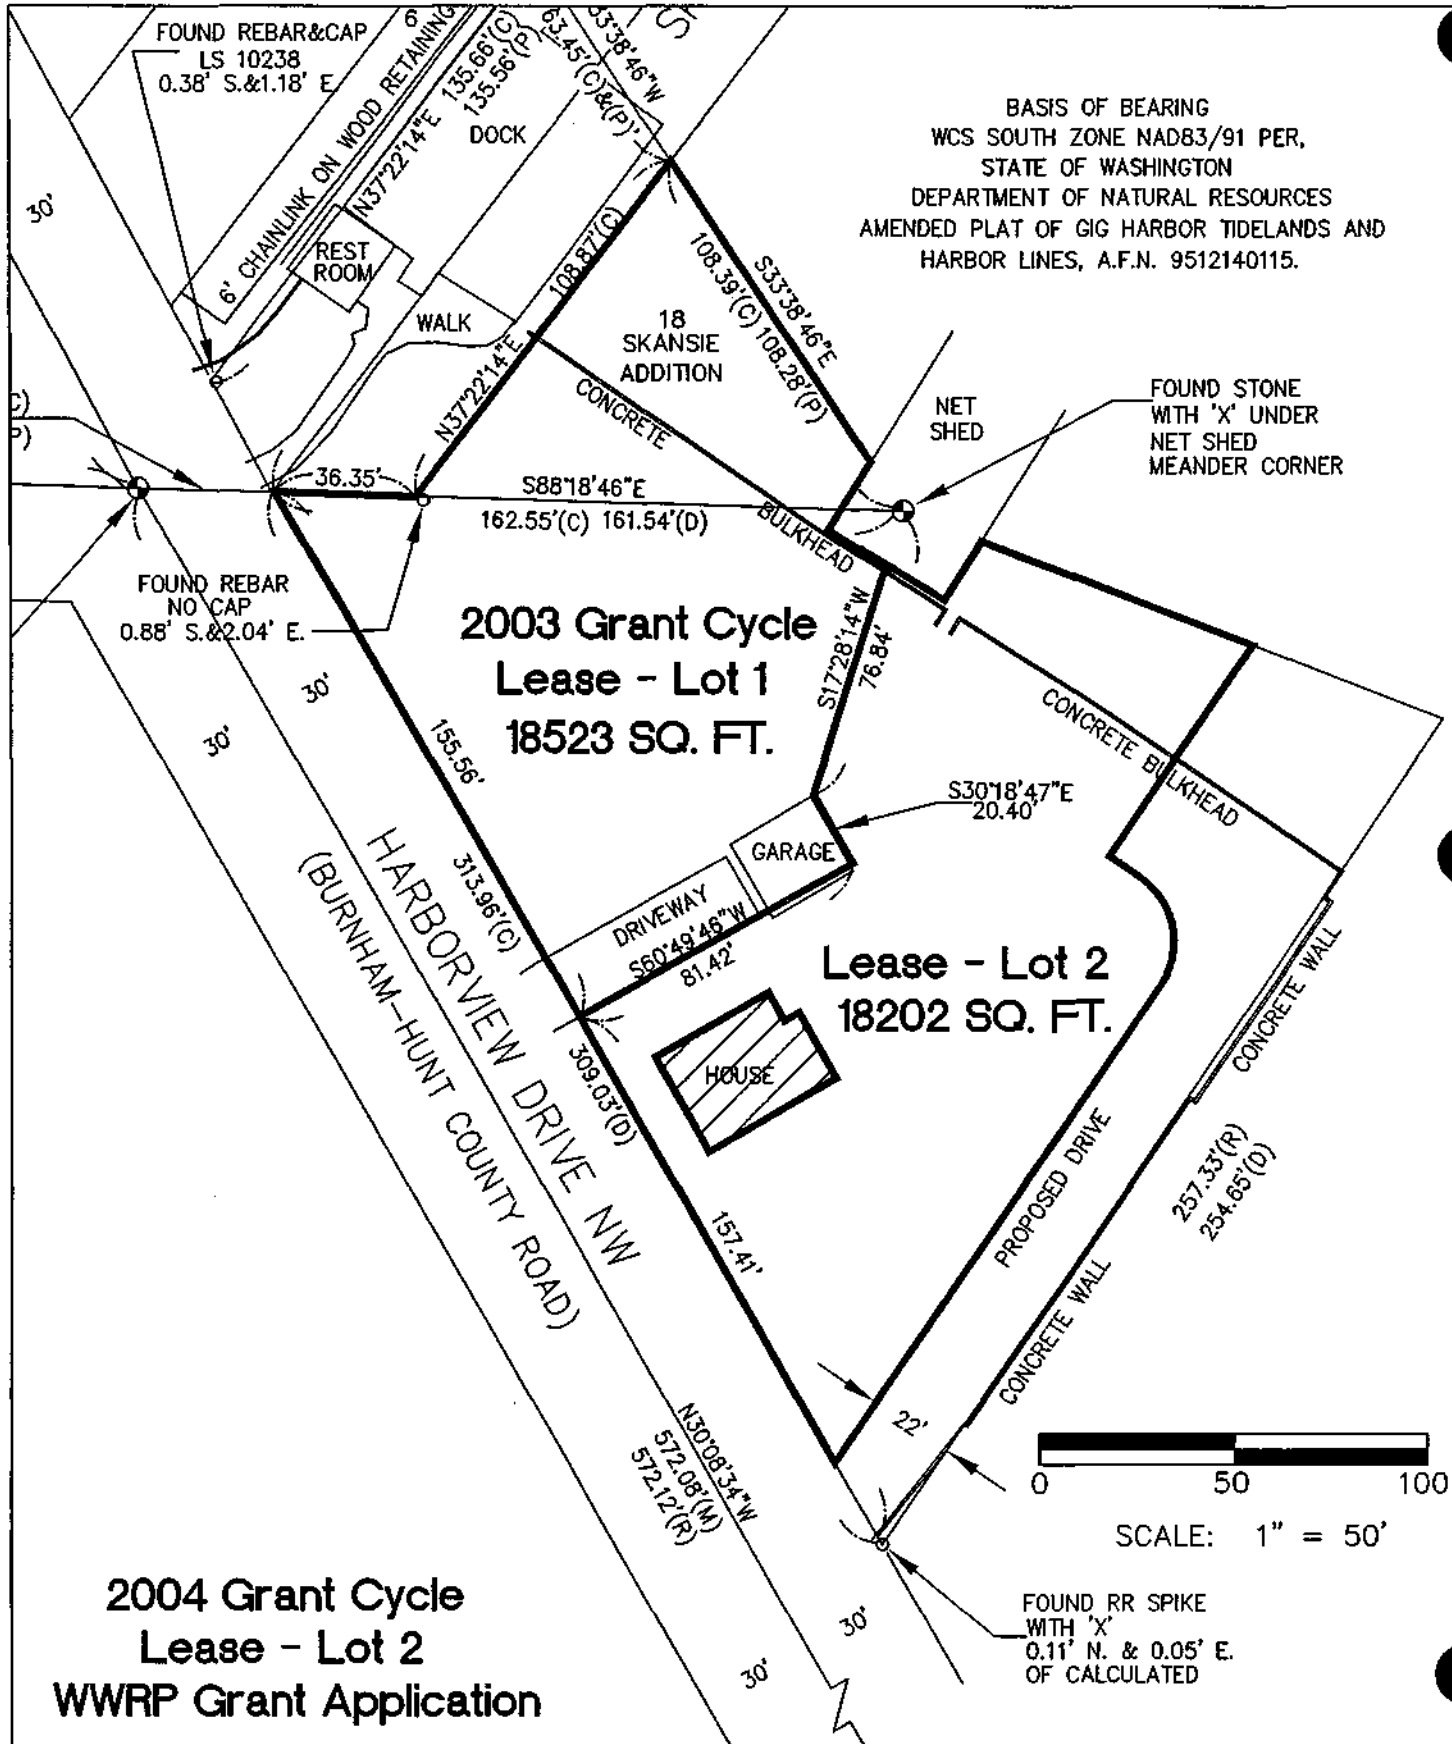 FOUND REBAR&CAP
LS 10238
0.38' S.&1.18' E.
6' CHAINLINK ON WOOD RETAINING
6
N37°22'14"E 135.66'(C)
135.56'(P)
63.45'(C)&(P)
33°38'46"W
DOCK
BASIS OF BEARING
WCS SOUTH ZONE NAD83/91 PER,
STATE OF WASHINGTON
DEPARTMENT OF NATURAL RESOURCES
AMENDED PLAT OF GIG HARBOR TIDELANDS AND
HARBOR LINES, A.F.N. 9512140115.
30'
REST
ROOM
WALK
N37°22'14"E 108.87'(C)
18
SKANSIE
ADDITION
S33°38'46"E
108.39'(C) 108.28'(P)
CONCRETE
BULKHEAD
NET
SHED
FOUND STONE
WITH 'X' UNDER
NET SHED
MEANDER CORNER
C)
P)
36.35'
S88°18'46"E
162.55'(C) 161.54'(D)
FOUND REBAR
NO CAP
0.88' S.&2.04' E.
2003 Grant Cycle
Lease - Lot 1
18523 SQ. FT.
S17°28'14"W
76.84'
30'
30'
155.56'
CONCRETE BULKHEAD
S30°18'47"E
20.40'
GARAGE
DRIVEWAY
S60°49'46"W
81.42'
313.96'(C)
309.03'(D)
HARBORVIEW DRIVE NW
(BURNHAM-HUNT COUNTY ROAD)
Lease - Lot 2
18202 SQ. FT.
HOUSE
CONCRETE WALL
257.33'(R)
254.65'(D)
PROPOSED DRIVE
157.41'
CONCRETE WALL
22'
N30°08'34"W
572.08'(M)
572.12'(R)
0 50 100
SCALE: 1" = 50'
2004 Grant Cycle
Lease - Lot 2
WWRP Grant Application
FOUND RR SPIKE
WITH 'X'
0.11' N. & 0.05' E.
OF CALCULATED
30'
30'